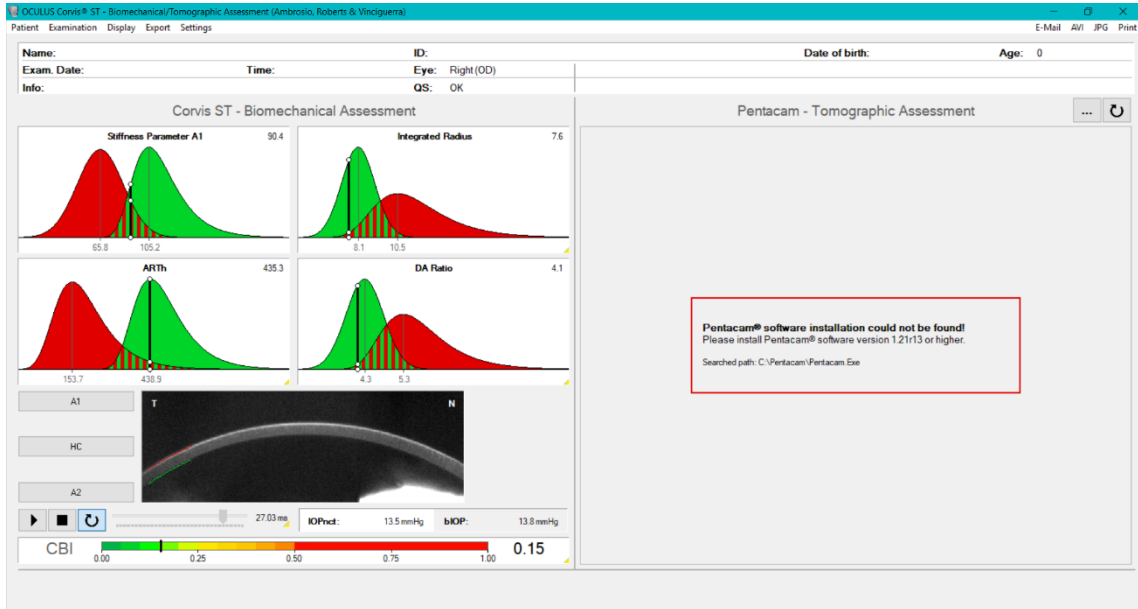 OCULUS Corvis® ST - Biomechanical/Tomographic Assessment (Ambrosio, Roberts & Vinciguerra)
Patient Examination Display Export Settings E-Mail AVI JPG Print
Name: ID: Date of birth: Age: 0
Exam. Date: Time: Eye: Right (OD)
Info: QS: OK
Corvis ST - Biomechanical Assessment
Stiffness Parameter A1 90.4
65.8 105.2
Integrated Radius 7.6
8.1 10.5
ARTh 435.3
153.7 438.9
DA Ratio 4.1
4.3 5.3
A1
HC
A2
T N
27.03 ms
IOPnct: 13.5 mmHg bIOP: 13.8 mmHg
CBI 0.15
0.00 0.25 0.50 0.75 1.00
Pentacam - Tomographic Assessment ...
Pentacam® software installation could not be found!
Please install Pentacam® software version 1.21r13 or higher.
Searched path: C:\Pentacam\Pentacam.Exe